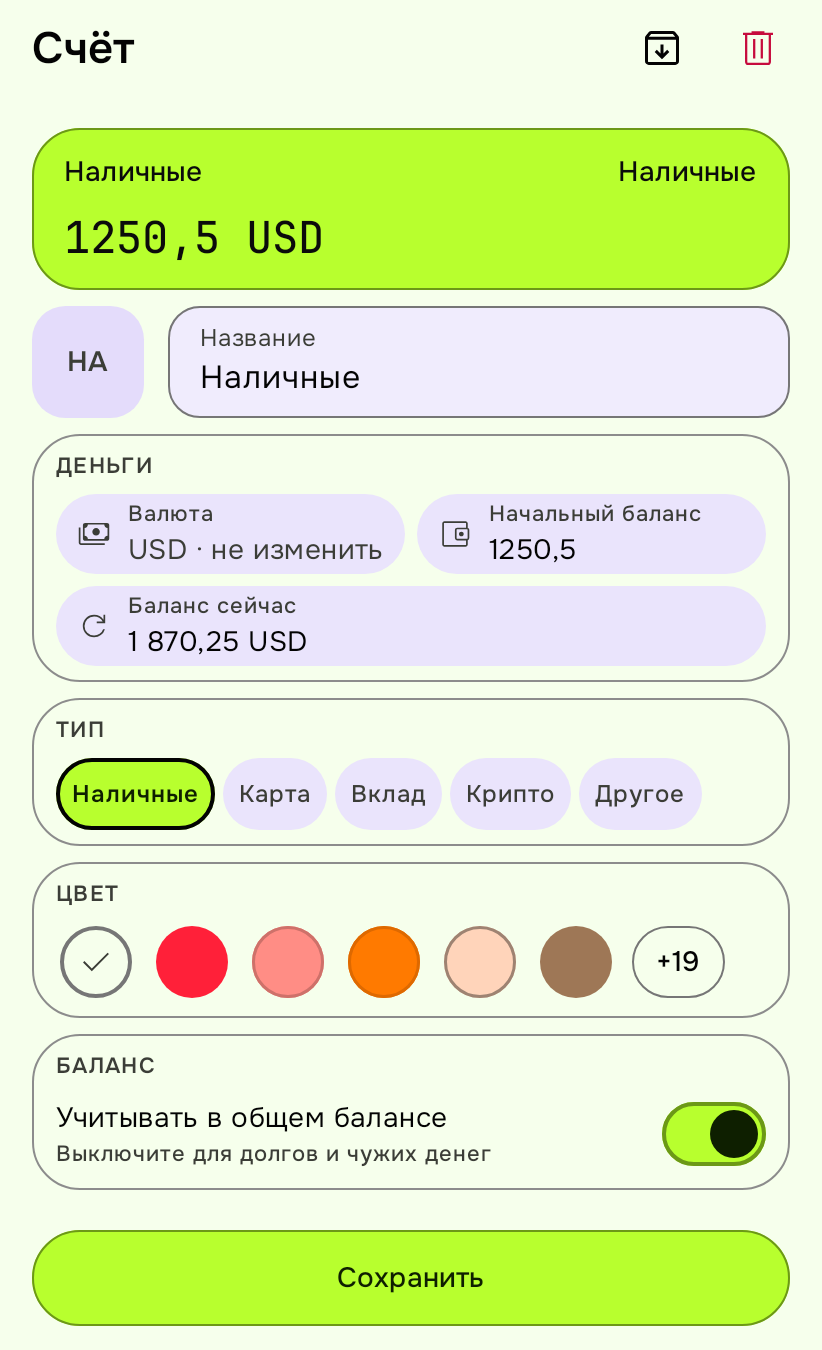 Счёт
Наличные Наличные
1250,5 USD
НА
Название
Наличные
ДЕНЬГИ
Валюта
USD · не изменить
Начальный баланс
1250,5
Баланс сейчас
1 870,25 USD
ТИП
Наличные Карта Вклад Крипто Другое
ЦВЕТ
+19
БАЛАНС
Учитывать в общем балансе
Выключите для долгов и чужих денег
Сохранить